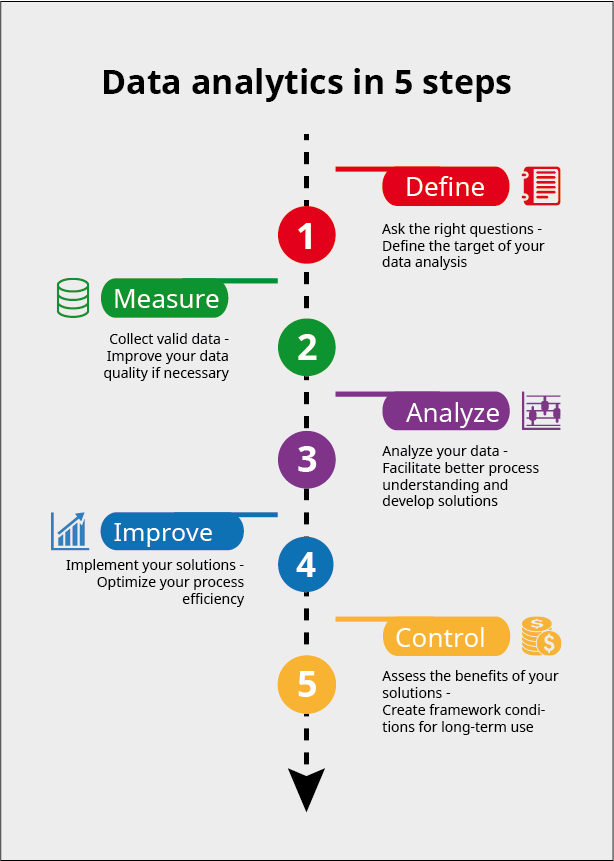 Data analytics in 5 steps
Define
1
Ask the right questions -
Define the target of your
data analysis
Measure
2
Collect valid data -
Improve your data
quality if necessary
Analyze
3
Analyze your data -
Facilitate better process
understanding and
develop solutions
Improve
4
Implement your solutions -
Optimize your process
efficiency
Control
$
$
5
Assess the benefits of your
solutions -
Create framework condi-
tions for long-term use